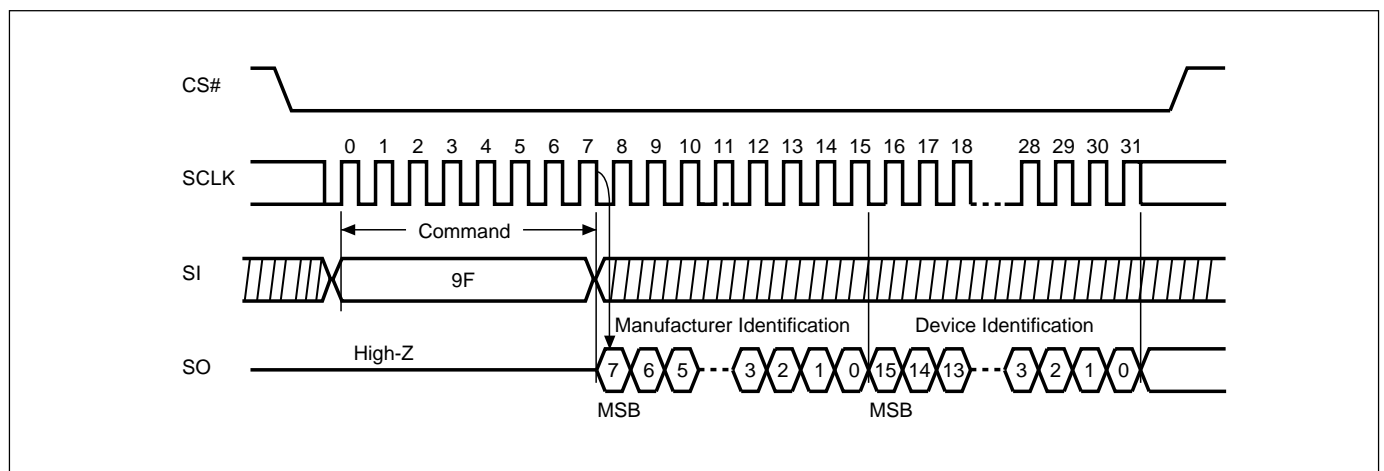 CS#
0 1 2 3 4 5 6 7 8 9 10 11 12 13 14 15 16 17 18 28 29 30 31
SCLK
Command
SI
9F
Manufacturer Identification Device Identification
High-Z
SO
7 6 5 3 2 1 0 15 14 13 3 2 1 0
MSB MSB